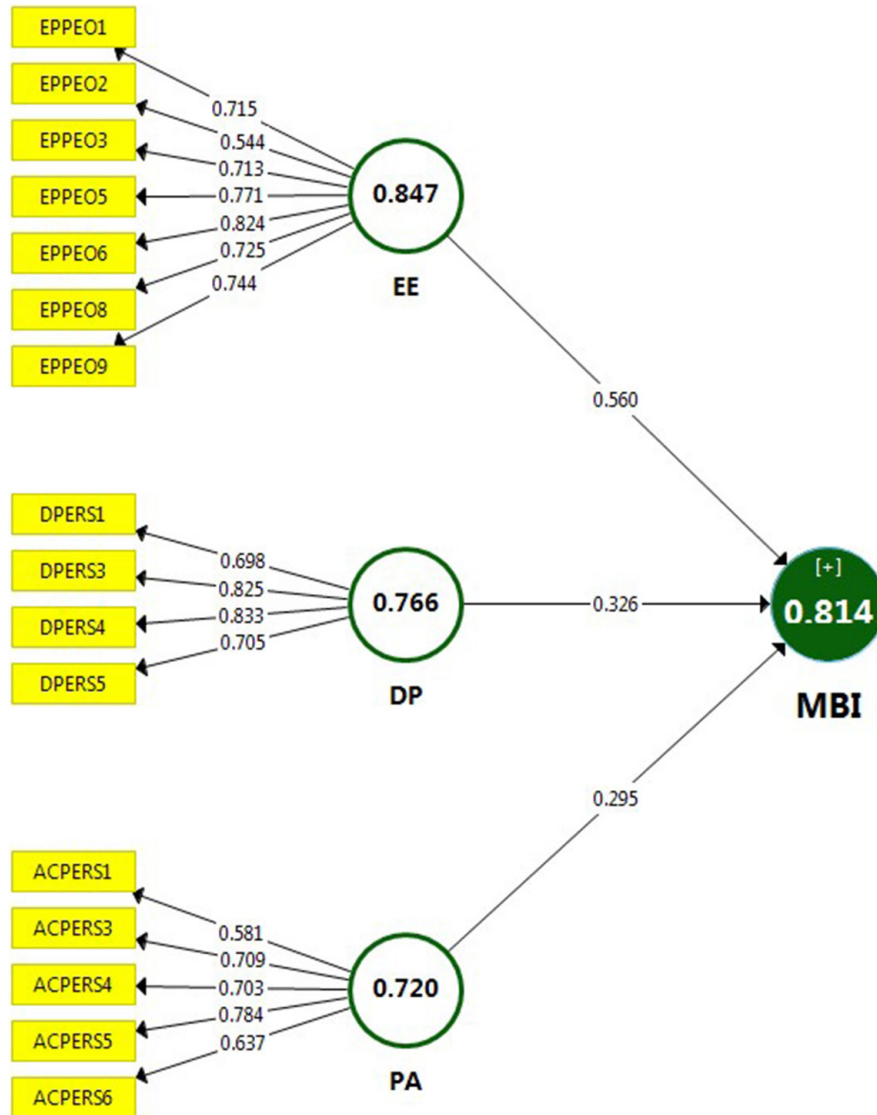 EPPEO1
EPPEO2
EPPEO3
EPPEO5
EPPEO6
EPPEO8
EPPEO9
0.715
0.544
0.713
0.771
0.824
0.725
0.744
0.847
EE
0.560
DPERS1
DPERS3
DPERS4
DPERS5
0.698
0.825
0.833
0.705
0.766
DP
0.326
[+]
0.814
MBI
0.295
ACPERS1
ACPERS3
ACPERS4
ACPERS5
ACPERS6
0.581
0.709
0.703
0.784
0.637
0.720
PA